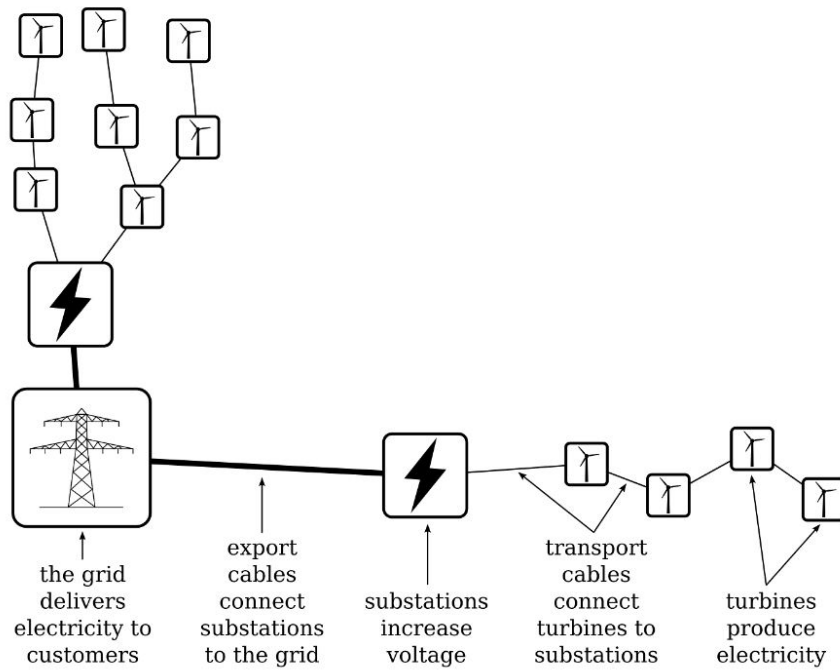 the grid
delivers
electricity to
customers
export
cables
connect
substations
to the grid
substations
increase
voltage
transport
cables
connect
turbines to
substations
turbines
produce
electricity